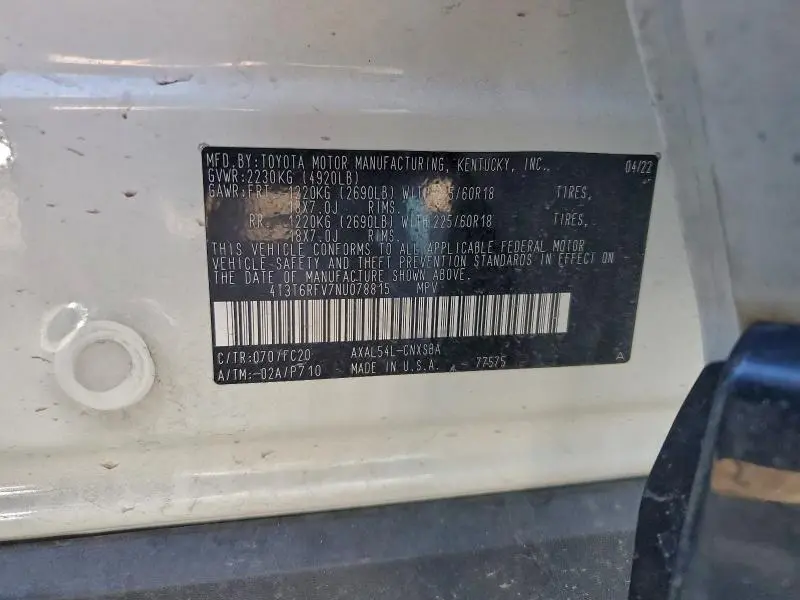 MFD. BY: TOYOTA MOTOR MANUFACTURING, KENTUCKY, INC., 04/22
GVWR: 2230KG (4920LB)
GAWR: FRT. 1220KG (2690LB) WITH /60R18 TIRES,
18X7.0J RIMS.
RR. 1220KG (2690LB) WITH 225/60R18 TIRES,
18X7.0J RIMS.
THIS VEHICLE CONFORMS TO ALL APPLICABLE FEDERAL MOTOR
VEHICLE-SAFETY AND THEFT PREVENTION STANDARDS IN EFFECT ON
THE DATE OF MANUFACTURE SHOWN ABOVE.
4T3T6RFV7NU078815 MPV
C/TR:070/FC20 AXAL54L-CNXSBA
A/TM:-02A/P710 MADE IN U.S.A. 77575 A